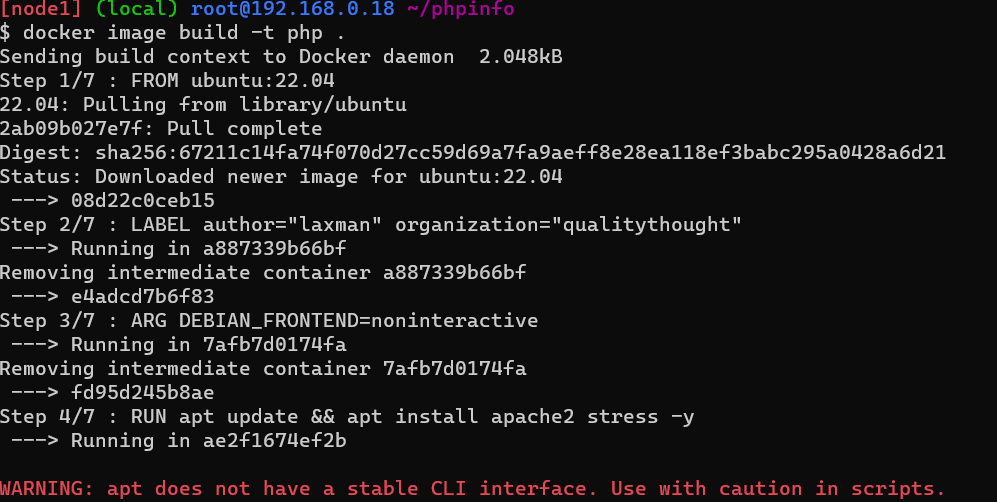 [node1] (local) root@192.168.0.18 ~/phpinfo
$ docker image build -t php .
Sending build context to Docker daemon  2.048kB
Step 1/7 : FROM ubuntu:22.04
22.04: Pulling from library/ubuntu
2ab09b027e7f: Pull complete
Digest: sha256:67211c14fa74f070d27cc59d69a7fa9aeff8e28ea118ef3babc295a0428a6d21
Status: Downloaded newer image for ubuntu:22.04
 ---> 08d22c0ceb15
Step 2/7 : LABEL author="laxman" organization="qualitythought"
 ---> Running in a887339b66bf
Removing intermediate container a887339b66bf
 ---> e4adcd7b6f83
Step 3/7 : ARG DEBIAN_FRONTEND=noninteractive
 ---> Running in 7afb7d0174fa
Removing intermediate container 7afb7d0174fa
 ---> fd95d245b8ae
Step 4/7 : RUN apt update && apt install apache2 stress -y
 ---> Running in ae2f1674ef2b
WARNING: apt does not have a stable CLI interface. Use with caution in scripts.